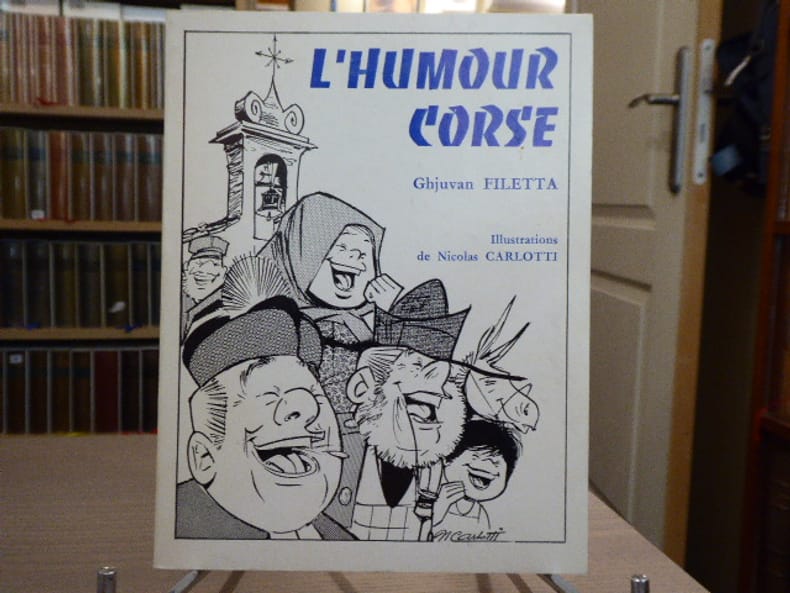 L'HUMOUR
CORSE
Ghjuvan FILETTA
Illustrations
de Nicolas CARLOTTI
N Carlotti